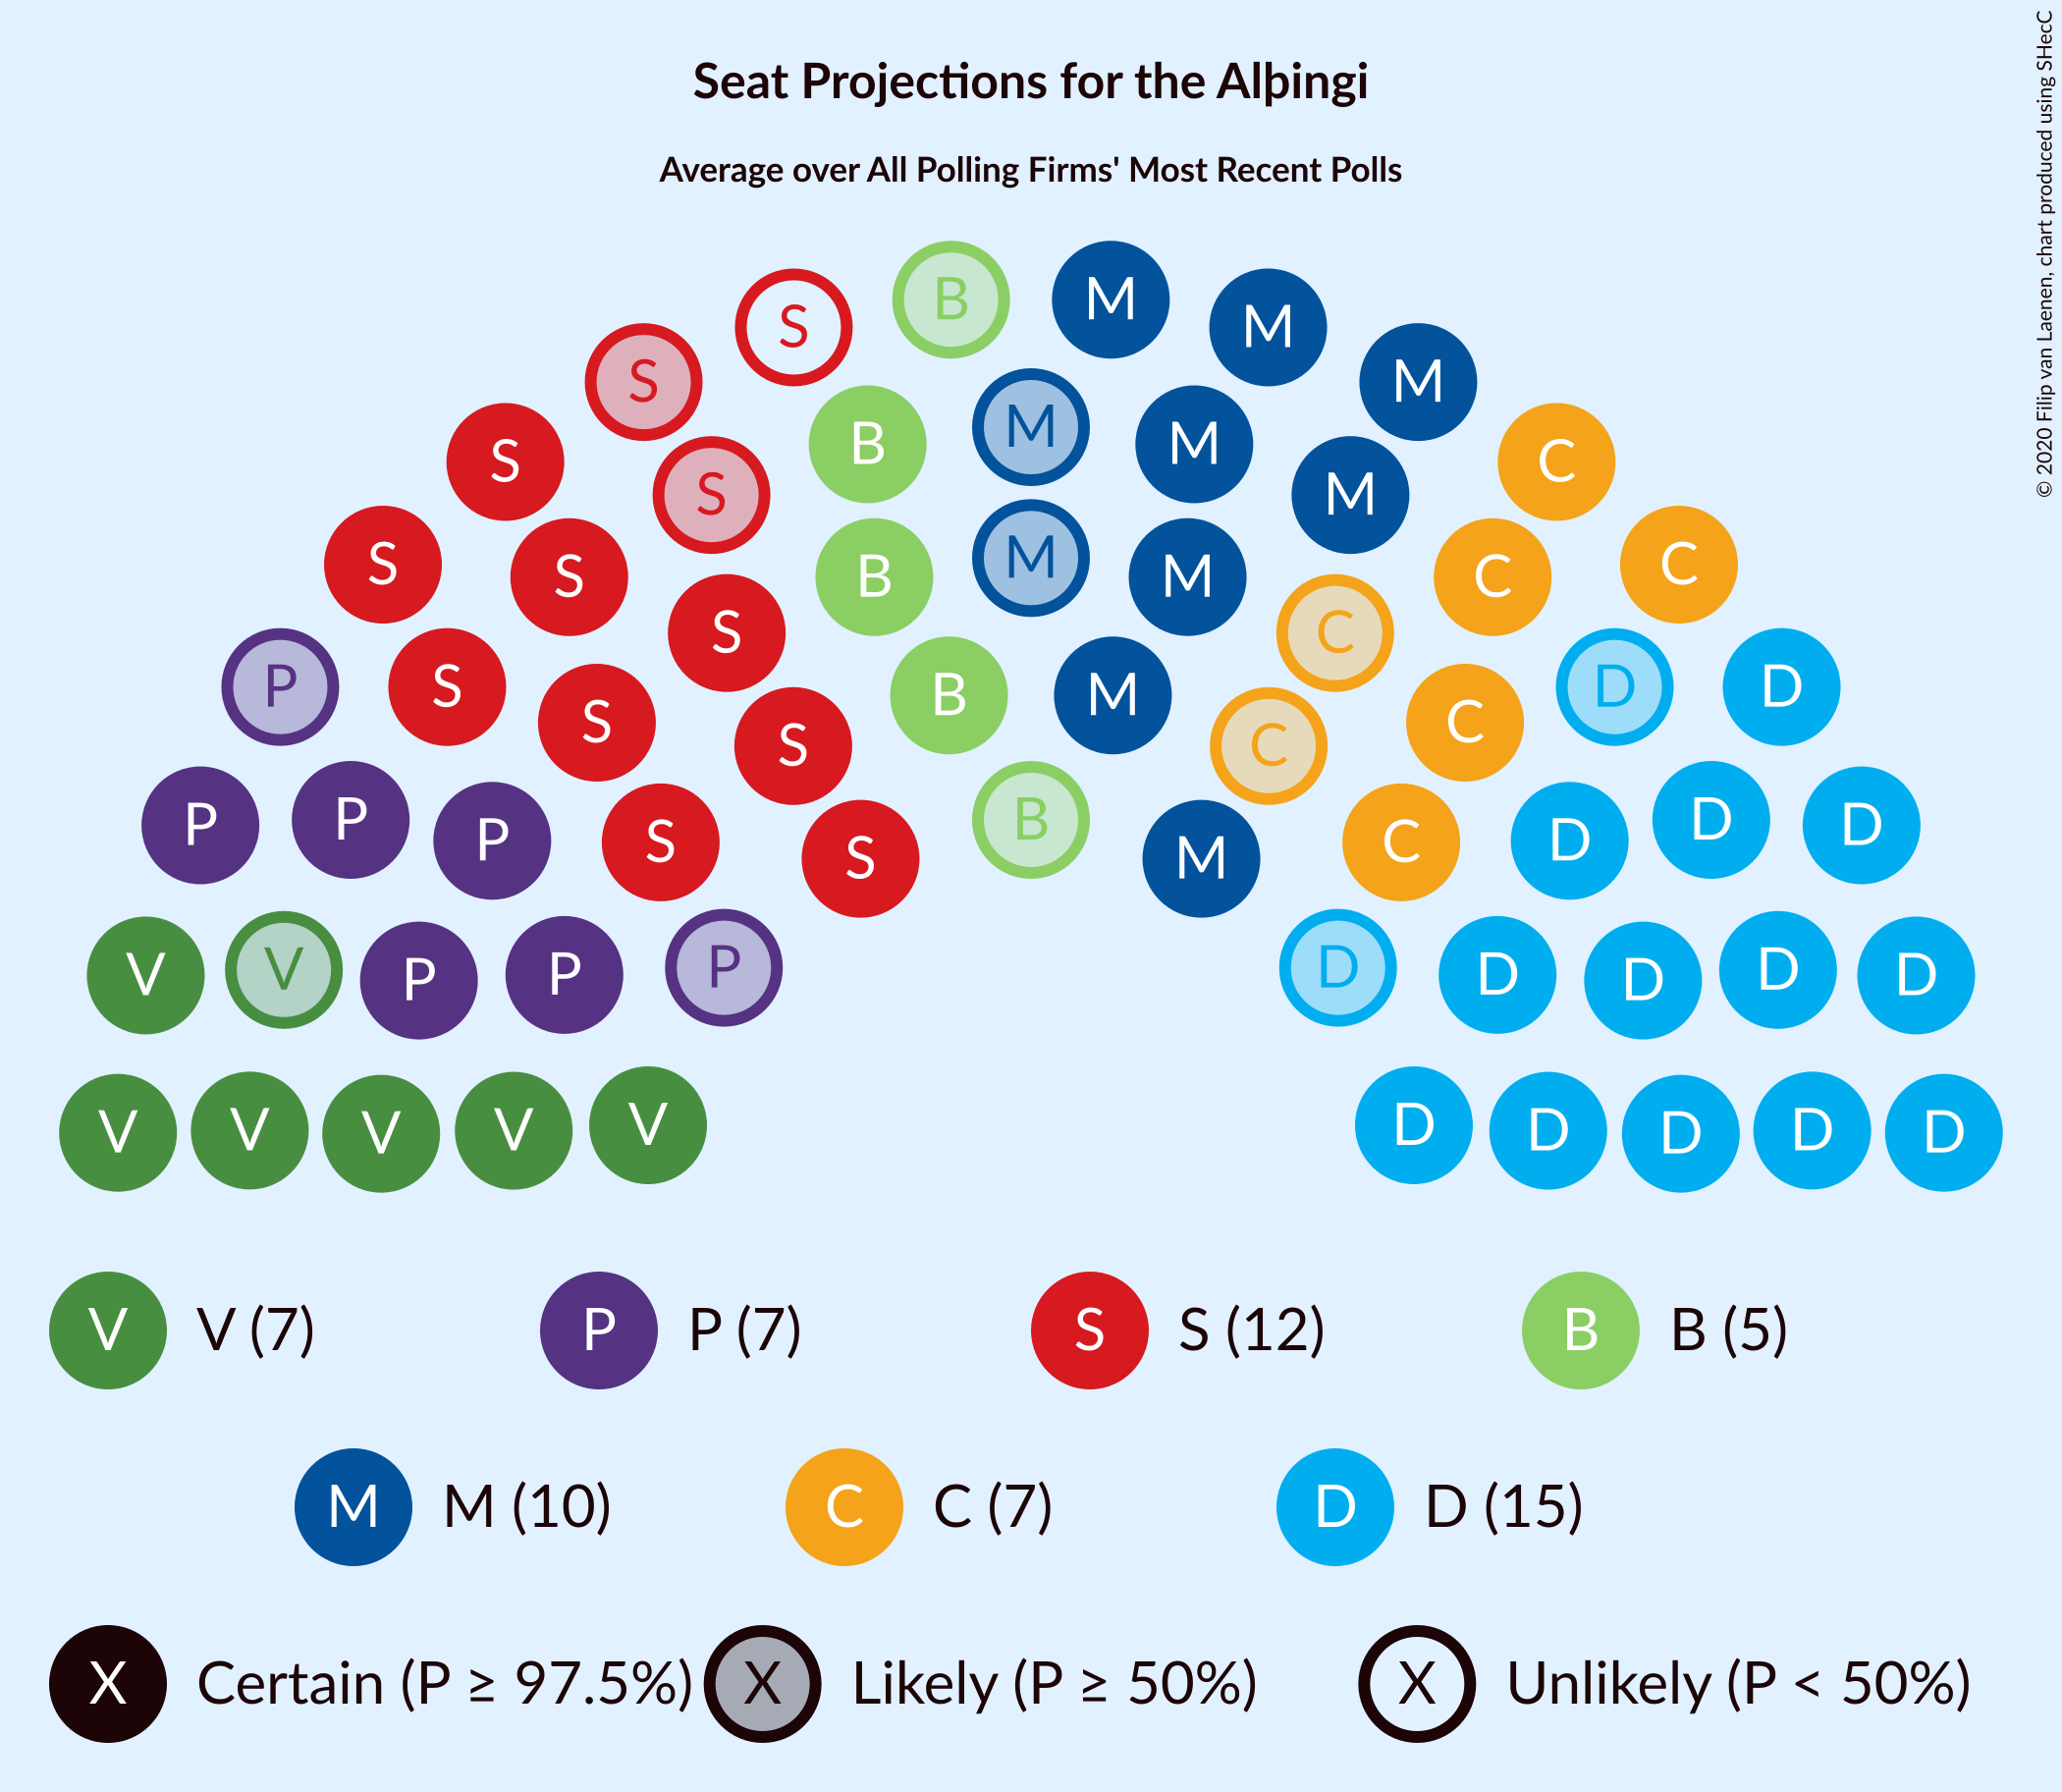 © 2020 Filip van Laenen, chart produced using SHecC
Seat Projections for the Alþingi
Average over All Polling Firms' Most Recent Polls
S B M M
S M
B M M
S S M C
S S B M M C C
S C
P S S B M C D D
S C
P P P S S B M C D D D
V V P P P D D D D D
V V V V V D D D D D
V V (7) P P (7) S S (12) B B (5)
M M (10) C C (7) D D (15)
X Certain (P ≥ 97.5%) X Likely (P ≥ 50%) X Unlikely (P < 50%)